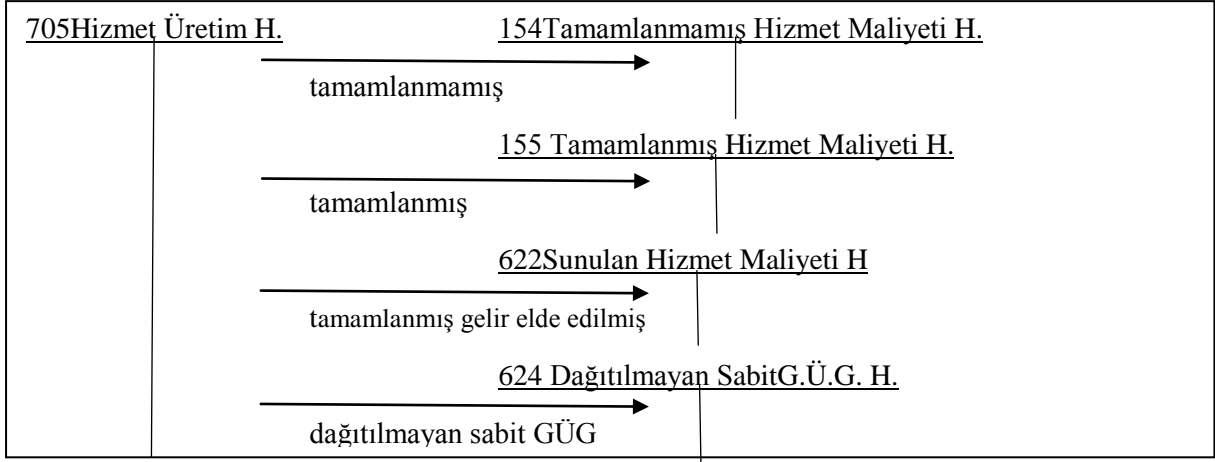 705Hizmet Üretim H. 154Tamamlanmamış Hizmet Maliyeti H.
tamamlanmamış
155 Tamamlanmış Hizmet Maliyeti H.
tamamlanmış
622Sunulan Hizmet Maliyeti H
tamamlanmış gelir elde edilmiş
624 Dağıtılmayan SabitG.Ü.G. H.
dağıtılmayan sabit GÜG